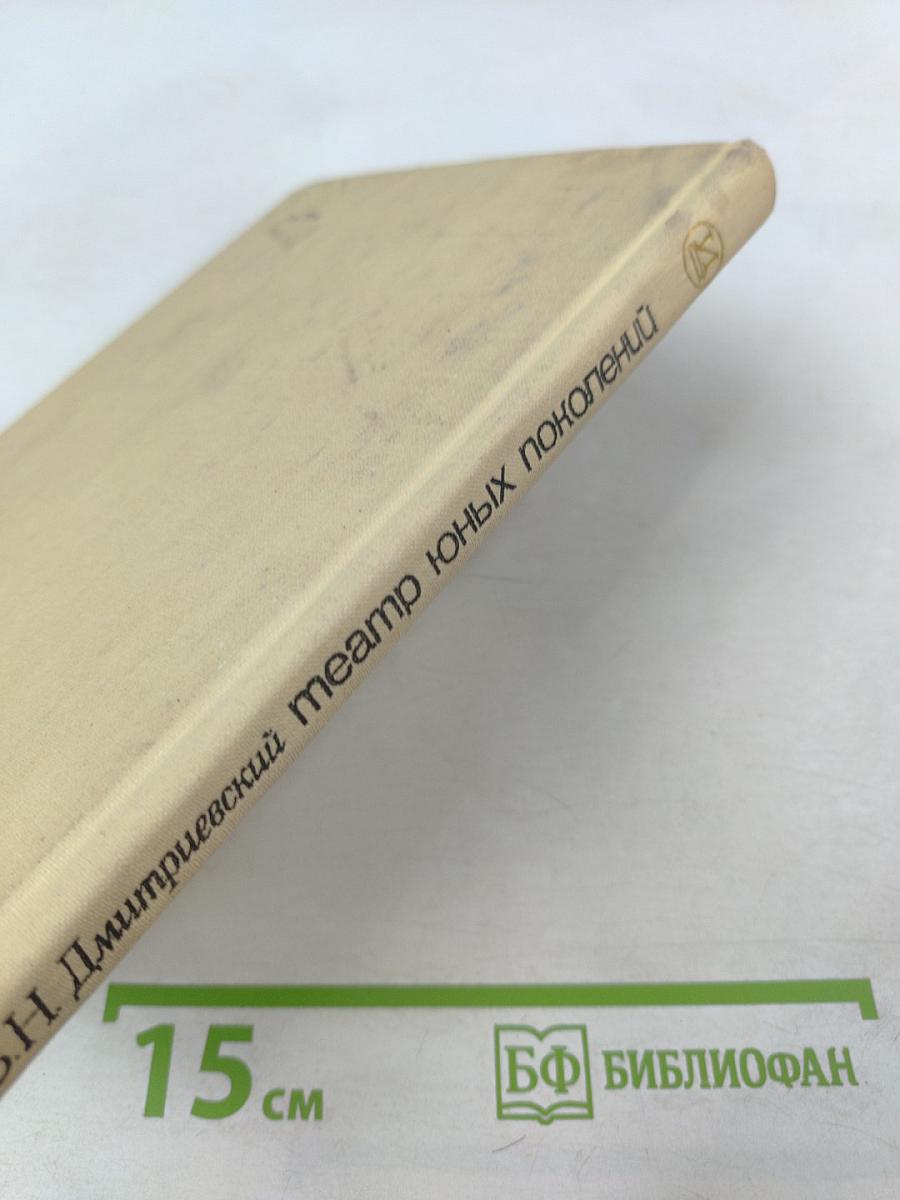 В.Н. Дмитриевский театр юных поколений
15 см
БФ БИБЛИОФАН